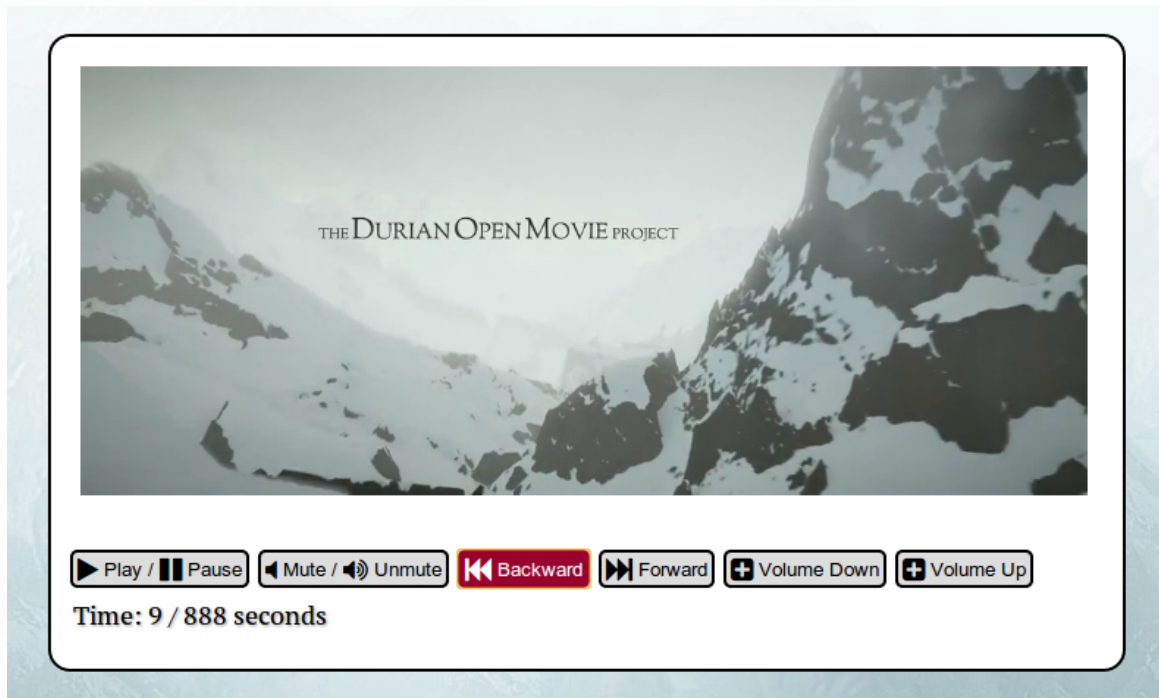 THE DURIAN OPEN MOVIE PROJECT
Play / Pause Mute / Unmute Backward Forward Volume Down Volume Up
Time: 9 / 888 seconds